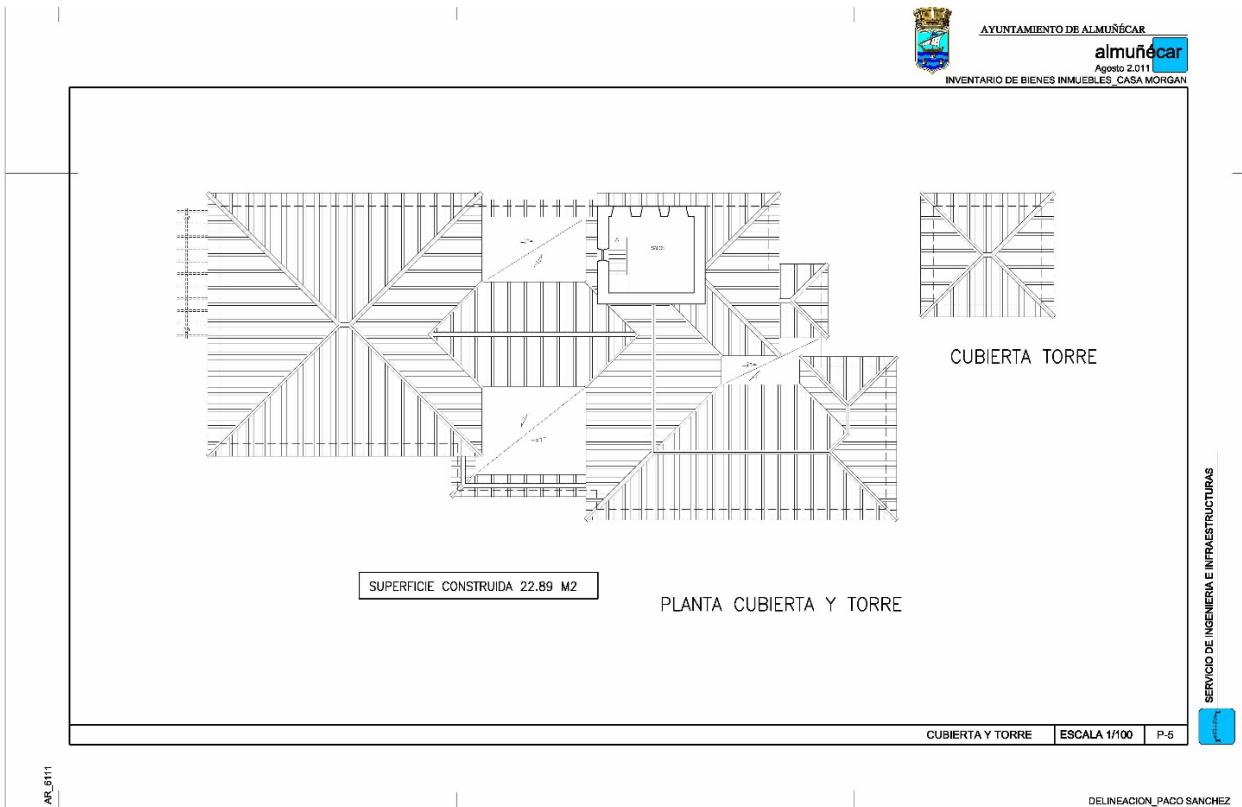 AYUNTAMIENTO DE ALMUÑÉCAR
almuñécar
Agosto 2.011
INVENTARIO DE BIENES INMUEBLES_CASA MORGAN
CUBIERTA TORRE
SUPERFICIE CONSTRUIDA 22.89 M2
PLANTA CUBIERTA Y TORRE
SERVICIO DE INGENIERIA E INFRAESTRUCTURAS
CUBIERTA Y TORRE
ESCALA 1/100
P-5
AR_6111
DELINEACION_PACO SANCHEZ